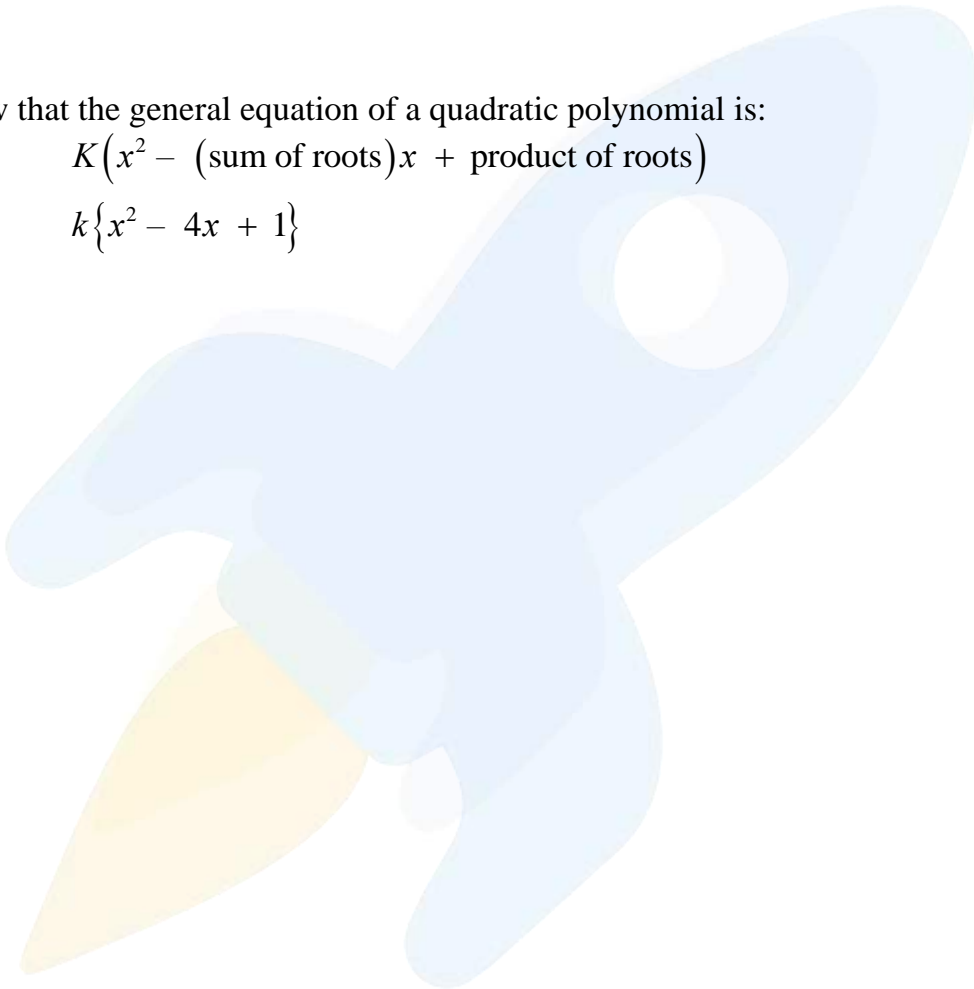 that the general equation of a quadratic polynomial is:
K(x² – (sum of roots)x + product of roots)
k{x² – 4x + 1}